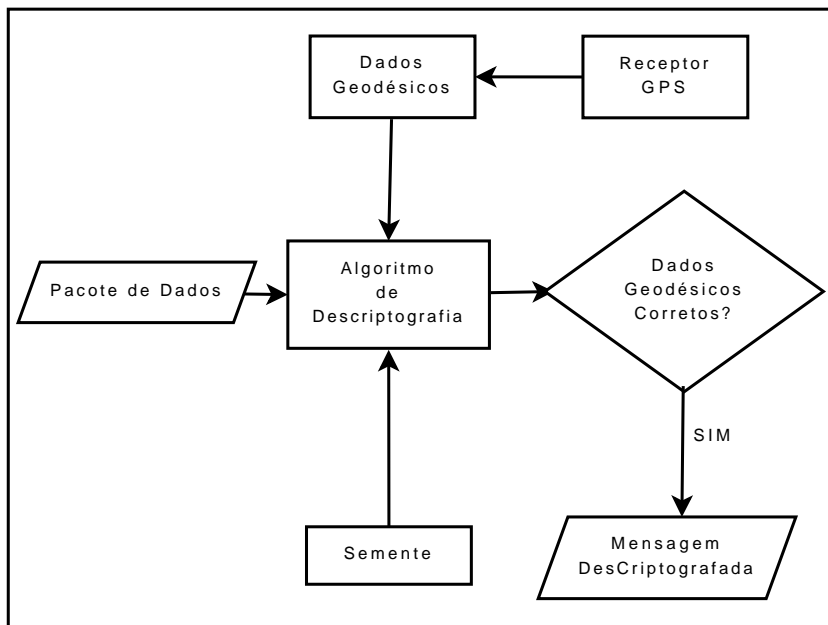 Dados
Geodésicos
Receptor
GPS
Pacote de Dados
Algoritmo
de
Descriptografia
Dados
Geodésicos
Corretos?
SIM
Semente
Mensagem
DesCriptografada